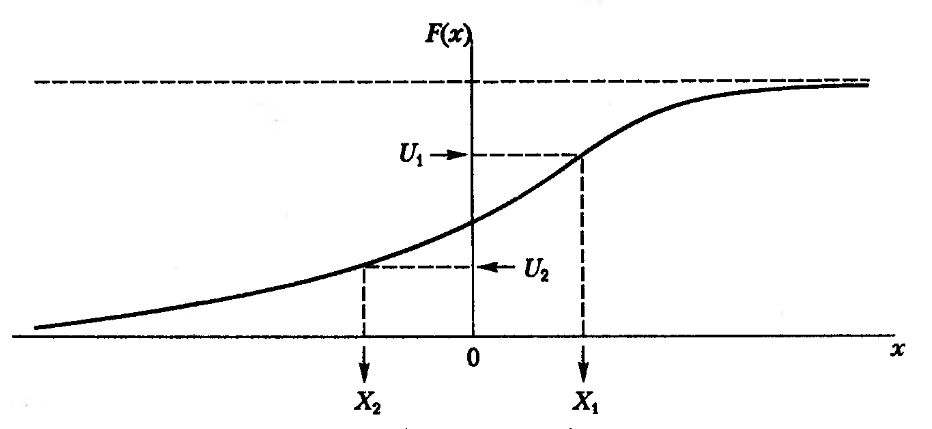 F(x)
U₁
U₂
0
x
X₂
X₁